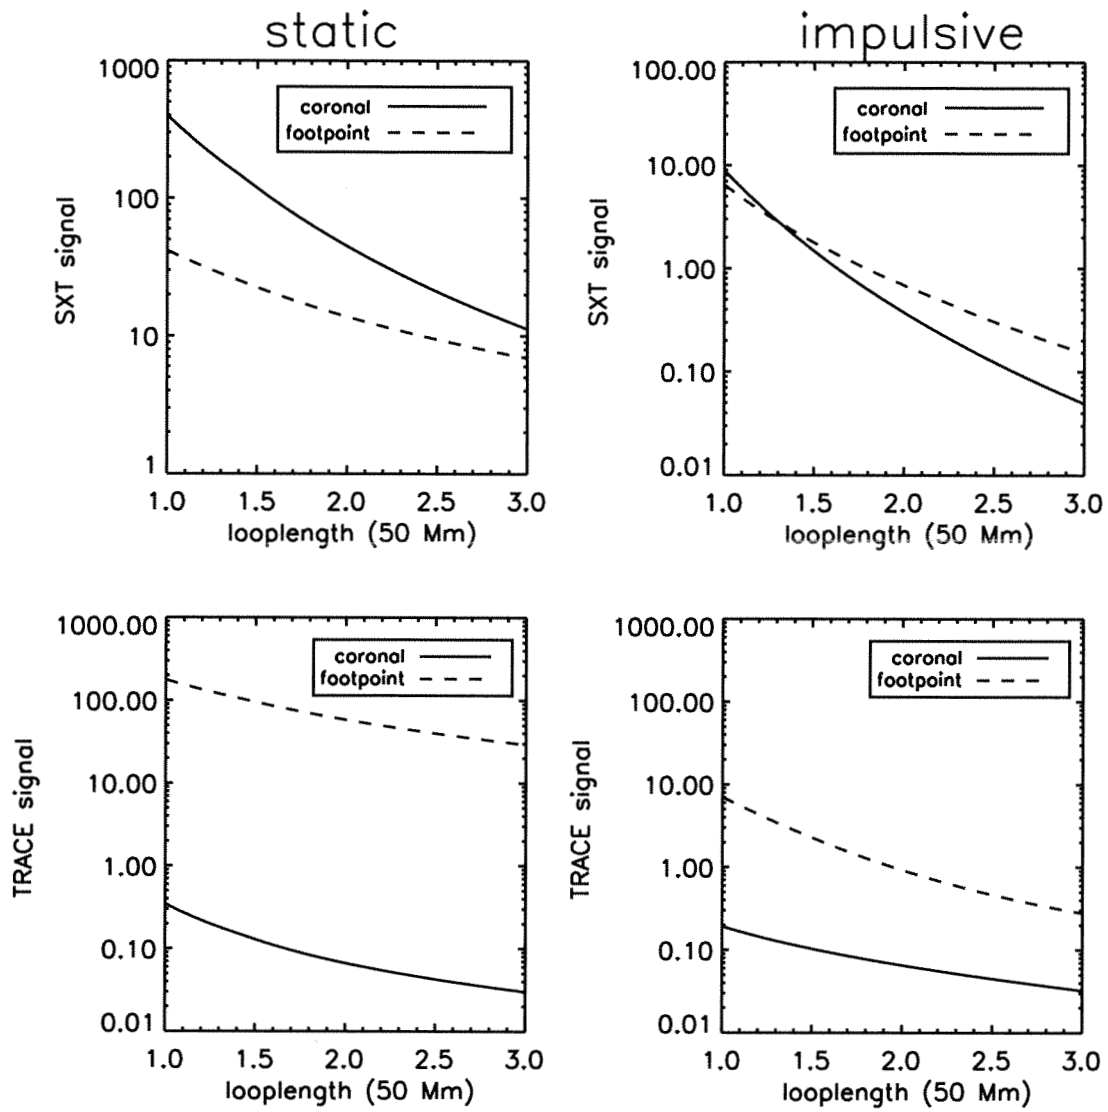 static
impulsive
1000
100
10
1
SXT signal
coronal
footpoint
1.0 1.5 2.0 2.5 3.0
looplength (50 Mm)
100.00
10.00
1.00
0.10
0.01
SXT signal
coronal
footpoint
1.0 1.5 2.0 2.5 3.0
looplength (50 Mm)
1000.00
100.00
10.00
1.00
0.10
0.01
TRACE signal
coronal
footpoint
1.0 1.5 2.0 2.5 3.0
looplength (50 Mm)
1000.00
100.00
10.00
1.00
0.10
0.01
TRACE signal
coronal
footpoint
1.0 1.5 2.0 2.5 3.0
looplength (50 Mm)